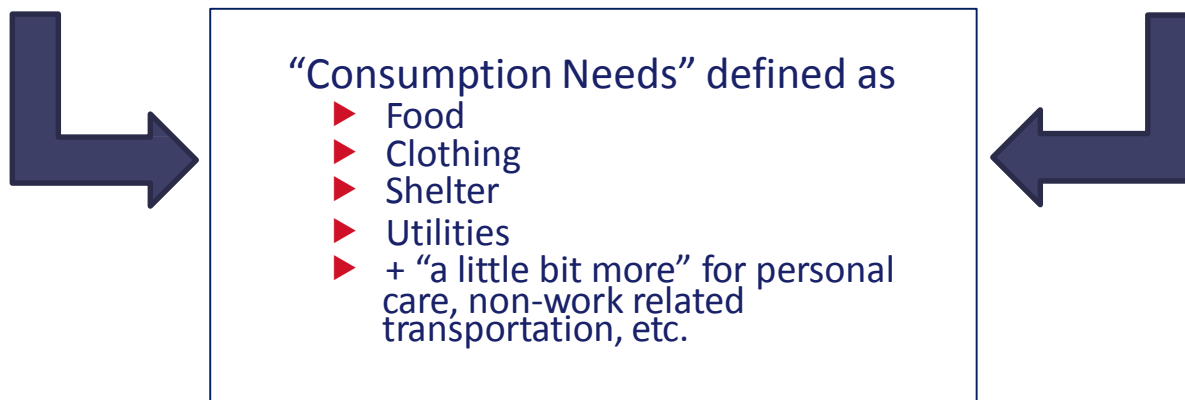 “Consumption Needs” defined as
Food
Clothing
Shelter
Utilities
+ “a little bit more” for personal
care, non-work related
transportation, etc.